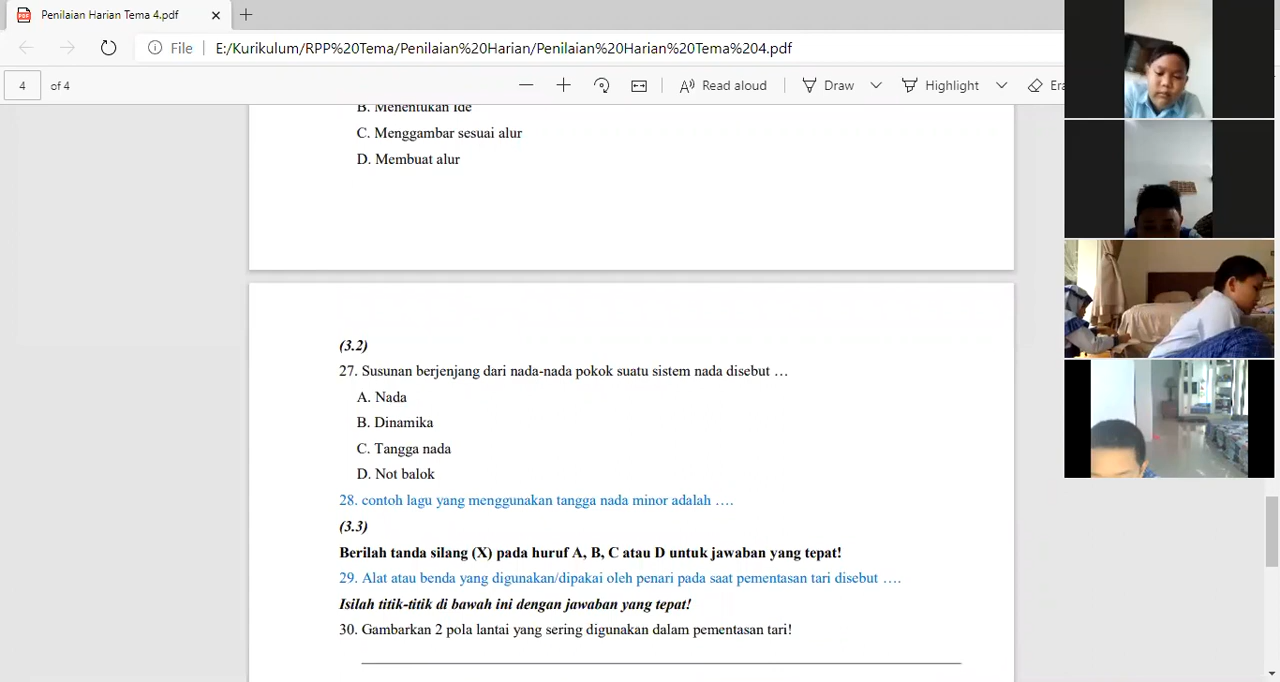 Penilaian Harian Tema 4.pdf
File
E:/Kurikulum/RPP%20Tema/Penilaian%20Harian/Penilaian%20Harian%20Tema%204.pdf
4 of 4
Read aloud
Draw
Highlight
Era
B. Menentukan Ide
C. Menggambar sesuai alur
D. Membuat alur
(3.2)
27. Susunan berjenjang dari nada-nada pokok suatu sistem nada disebut …
A. Nada
B. Dinamika
C. Tangga nada
D. Not balok
28. contoh lagu yang menggunakan tangga nada minor adalah ….
(3.3)
Berilah tanda silang (X) pada huruf A, B, C atau D untuk jawaban yang tepat!
29. Alat atau benda yang digunakan/dipakai oleh penari pada saat pementasan tari disebut ….
Isilah titik-titik di bawah ini dengan jawaban yang tepat!
30. Gambarkan 2 pola lantai yang sering digunakan dalam pementasan tari!